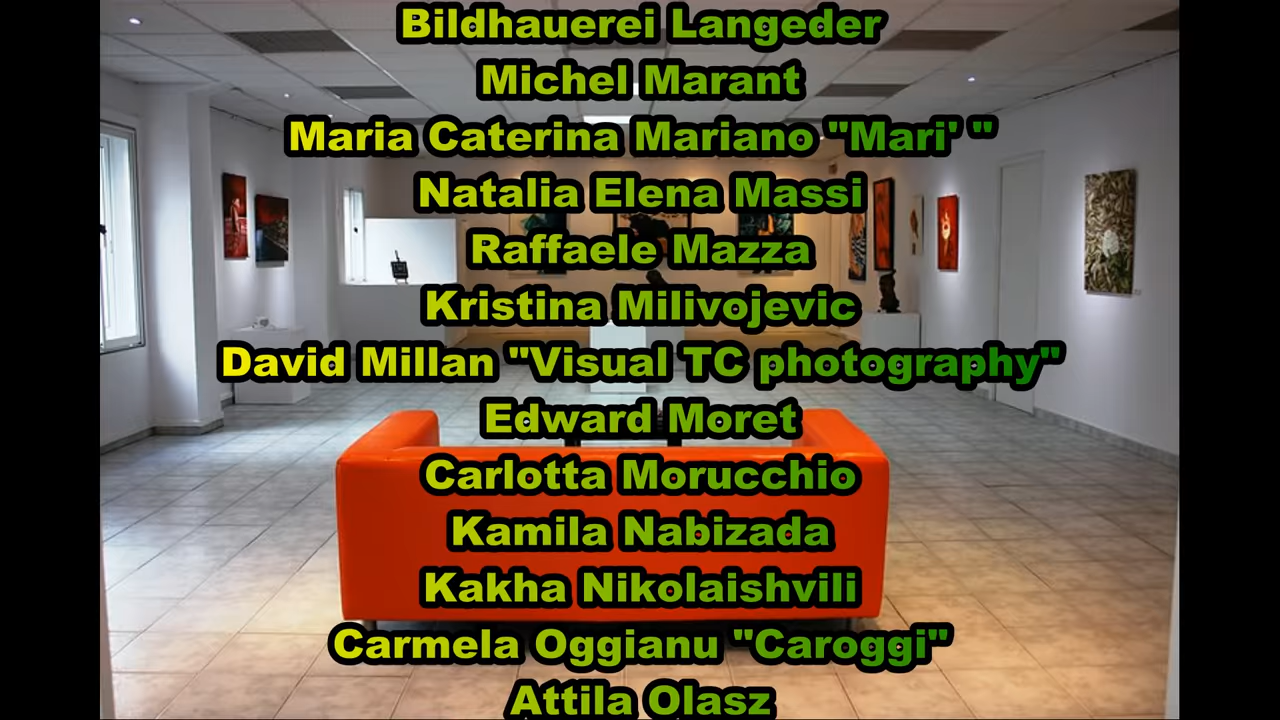 Bildhauerei Langeder
Michel Marant
Maria Caterina Mariano "Mari' "
Natalia Elena Massi
Raffaele Mazza
Kristina Milivojevic
David Millan "Visual TC photography"
Edward Moret
Carlotta Morucchio
Kamila Nabizada
Kakha Nikolaishvili
Carmela Oggianu "Caroggi"
Attila Olasz